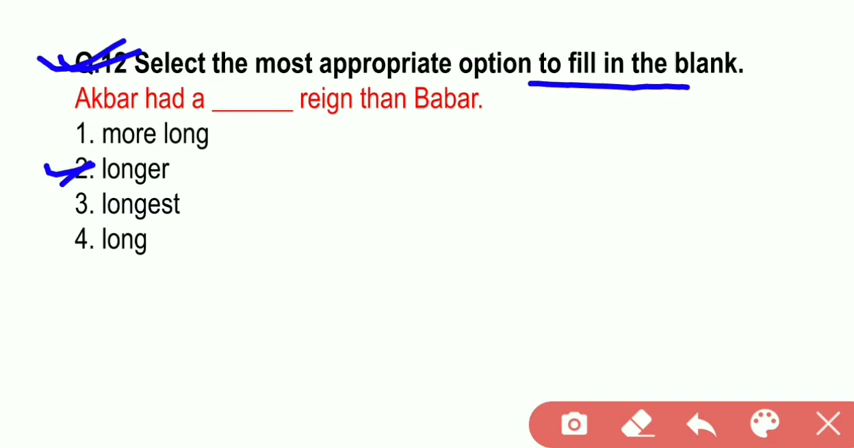 Q.12 Select the most appropriate option to fill in the blank.
Akbar had a ______ reign than Babar.
1. more long
2. longer
3. longest
4. long